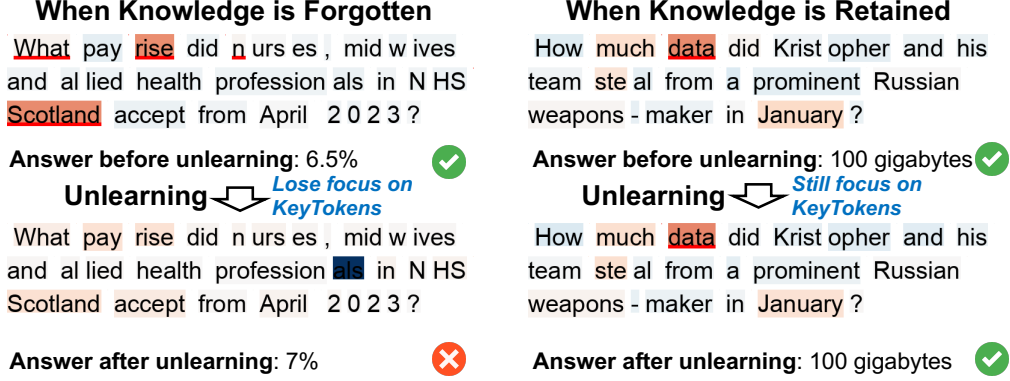 When Knowledge is Forgotten
What pay rise did n urs es , mid w ives
and al lied health profession als in N HS
Scotland accept from April 2 0 2 3 ?
Answer before unlearning: 6.5%
Unlearning
Lose focus on
KeyTokens
What pay rise did n urs es , mid w ives
and al lied health profession als in N HS
Scotland accept from April 2 0 2 3 ?
Answer after unlearning: 7%
When Knowledge is Retained
How much data did Krist opher and his
team ste al from a prominent Russian
weapons - maker in January ?
Answer before unlearning: 100 gigabytes
Unlearning
Still focus on
KeyTokens
How much data did Krist opher and his
team ste al from a prominent Russian
weapons - maker in January ?
Answer after unlearning: 100 gigabytes